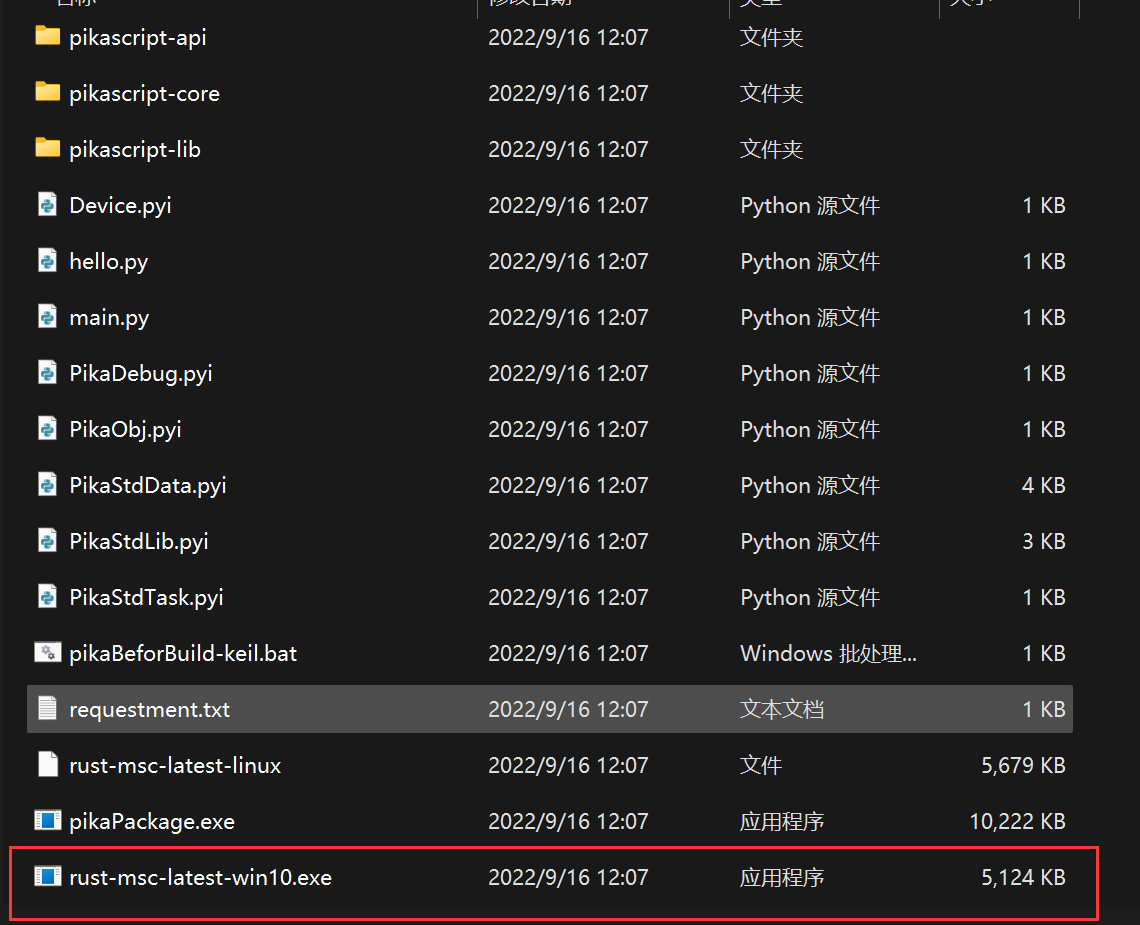 名称 修改日期 类型 大小
pikascript-api 2022/9/16 12:07 文件夹
pikascript-core 2022/9/16 12:07 文件夹
pikascript-lib 2022/9/16 12:07 文件夹
Device.pyi 2022/9/16 12:07 Python 源文件 1 KB
hello.py 2022/9/16 12:07 Python 源文件 1 KB
main.py 2022/9/16 12:07 Python 源文件 1 KB
PikaDebug.pyi 2022/9/16 12:07 Python 源文件 1 KB
PikaObj.pyi 2022/9/16 12:07 Python 源文件 1 KB
PikaStdData.pyi 2022/9/16 12:07 Python 源文件 4 KB
PikaStdLib.pyi 2022/9/16 12:07 Python 源文件 3 KB
PikaStdTask.pyi 2022/9/16 12:07 Python 源文件 1 KB
pikaBeforBuild-keil.bat 2022/9/16 12:07 Windows 批处理... 1 KB
requestment.txt 2022/9/16 12:07 文本文档 1 KB
rust-msc-latest-linux 2022/9/16 12:07 文件 5,679 KB
pikaPackage.exe 2022/9/16 12:07 应用程序 10,222 KB
rust-msc-latest-win10.exe 2022/9/16 12:07 应用程序 5,124 KB